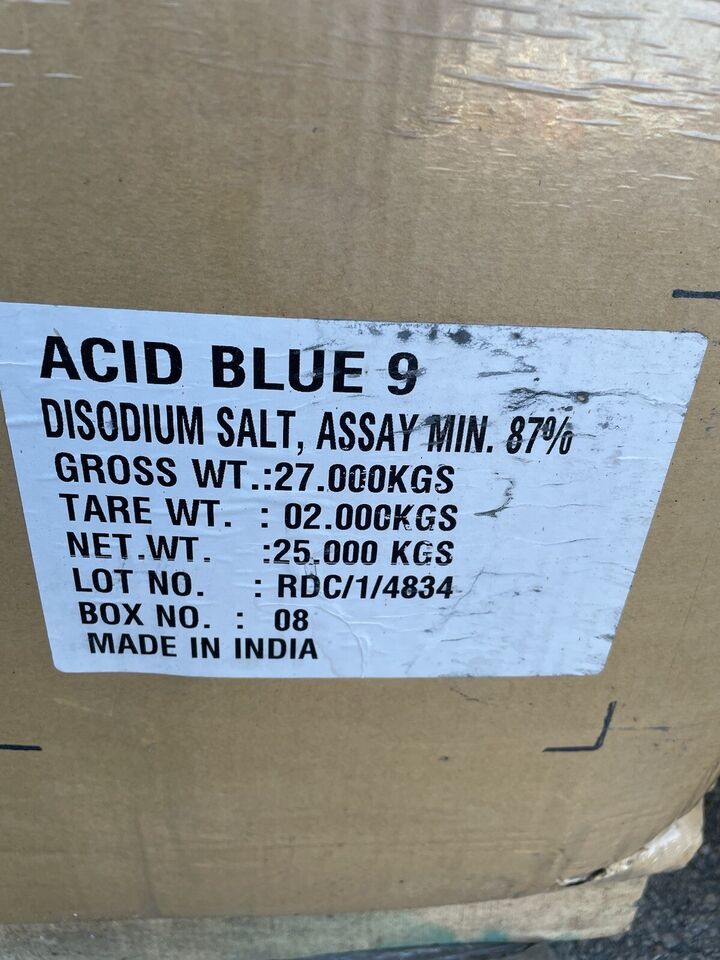 ACID BLUE 9
DISODIUM SALT, ASSAY MIN. 87%
GROSS WT.:27.000KGS
TARE WT. : 02.000KGS
NET.WT. :25.000 KGS
LOT NO. : RDC/1/4834
BOX NO. : 08
MADE IN INDIA